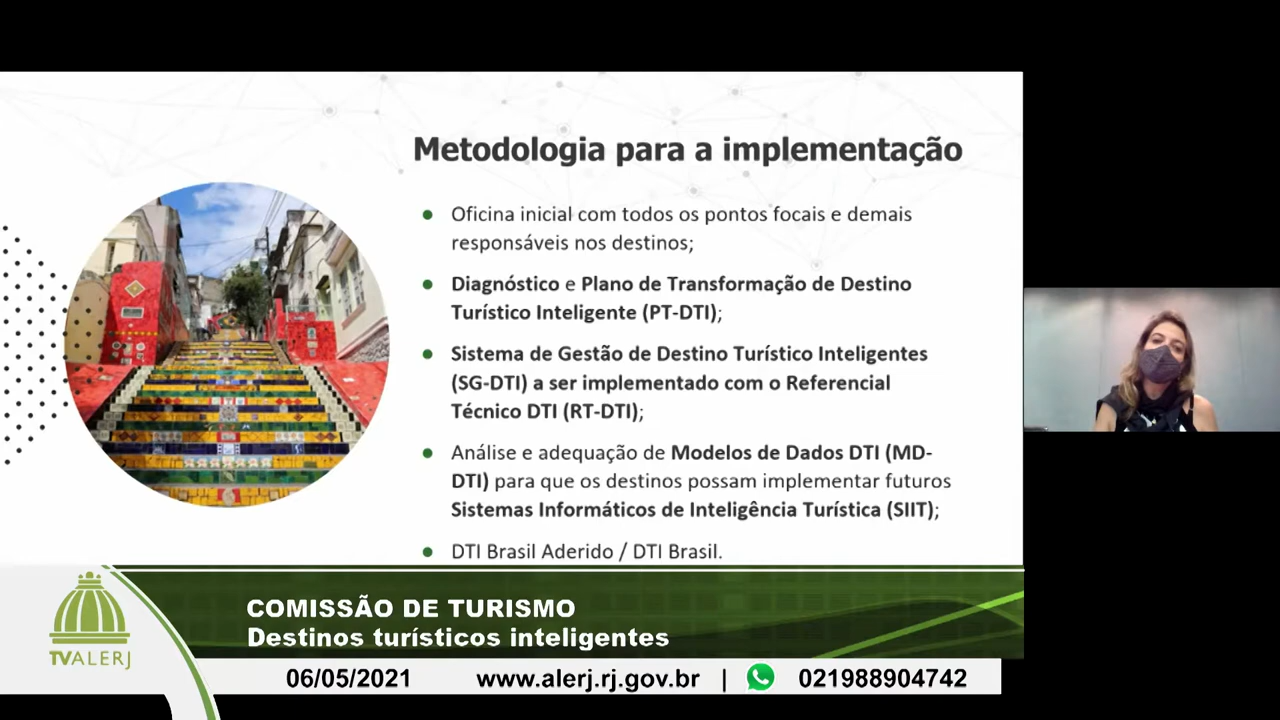 Metodologia para a implementação
Oficina inicial com todos os pontos focais e demais
responsáveis nos destinos;
Diagnóstico e Plano de Transformação de Destino
Turístico Inteligente (PT-DTI);
Sistema de Gestão de Destino Turístico Inteligentes
(SG-DTI) a ser implementado com o Referencial
Técnico DTI (RT-DTI);
Análise e adequação de Modelos de Dados DTI (MD-
DTI) para que os destinos possam implementar futuros
Sistemas Informáticos de Inteligência Turística (SIIT);
DTI Brasil Aderido / DTI Brasil.
COMISSÃO DE TURISMO
Destinos turísticos inteligentes
TVALERJ
06/05/2021 www.alerj.rj.gov.br | 021988904742